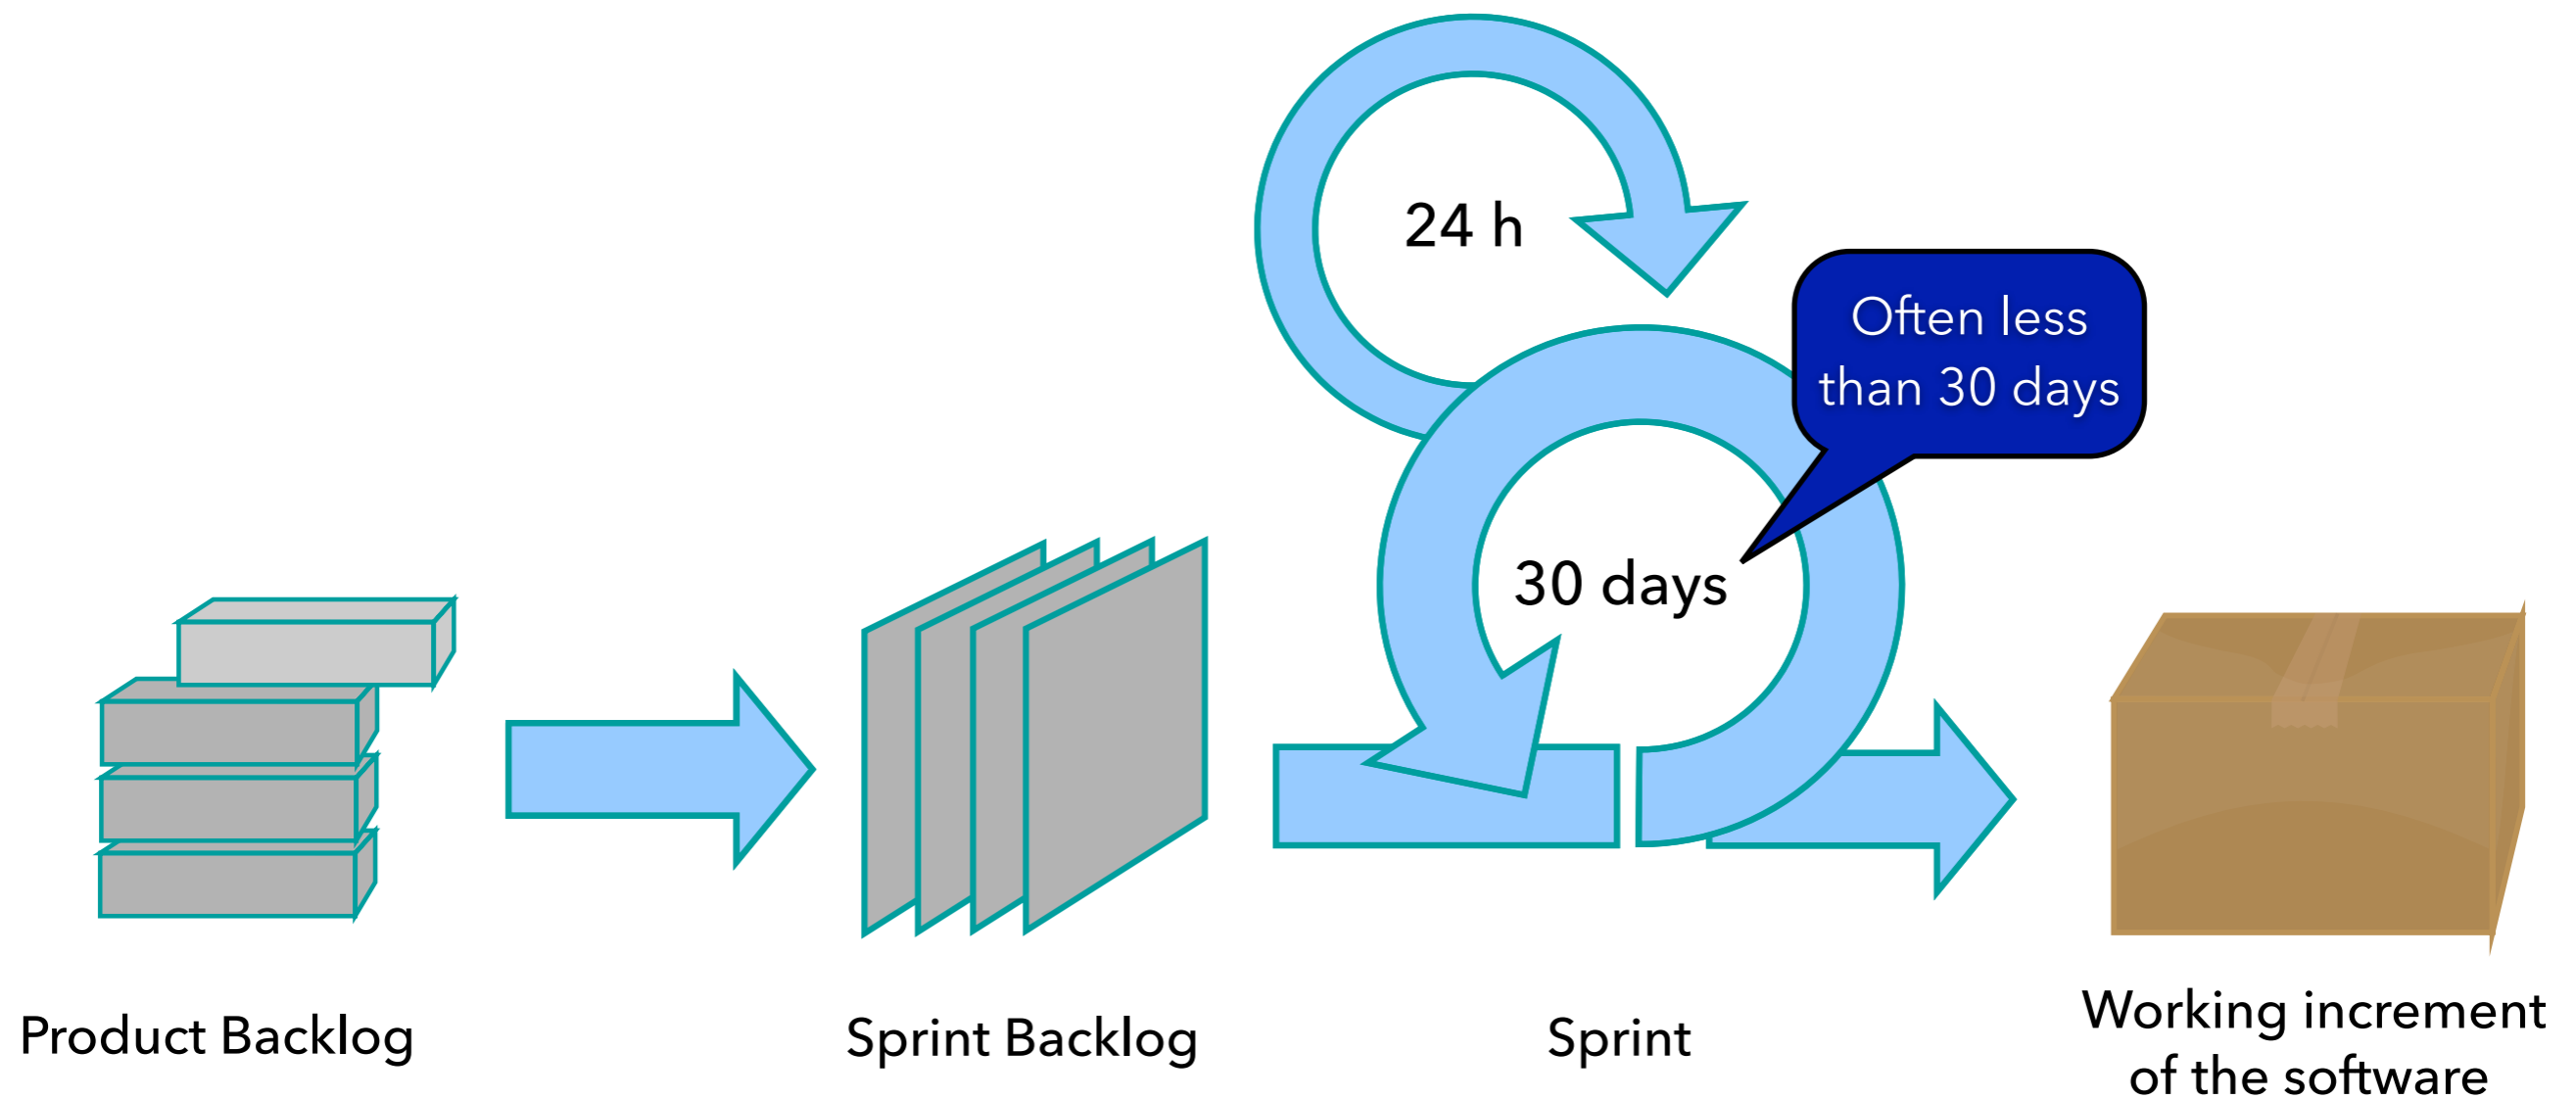 24 h
Often less
than 30 days
30 days
Product Backlog
Sprint Backlog
Sprint
Working increment
of the software